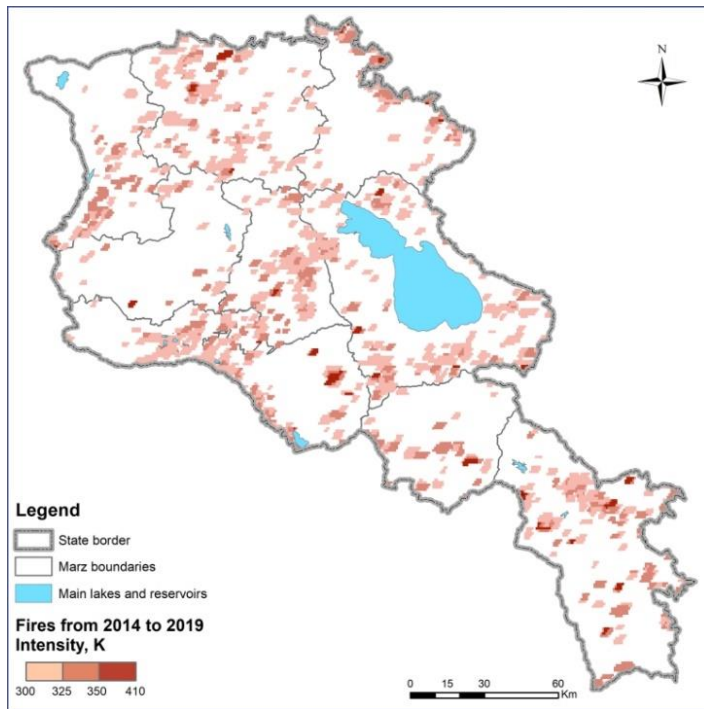 N
Legend
State border
Marz boundaries
Main lakes and reservoirs
Fires from 2014 to 2019
Intensity, K
300 325 350 410
0 15 30 60
Km